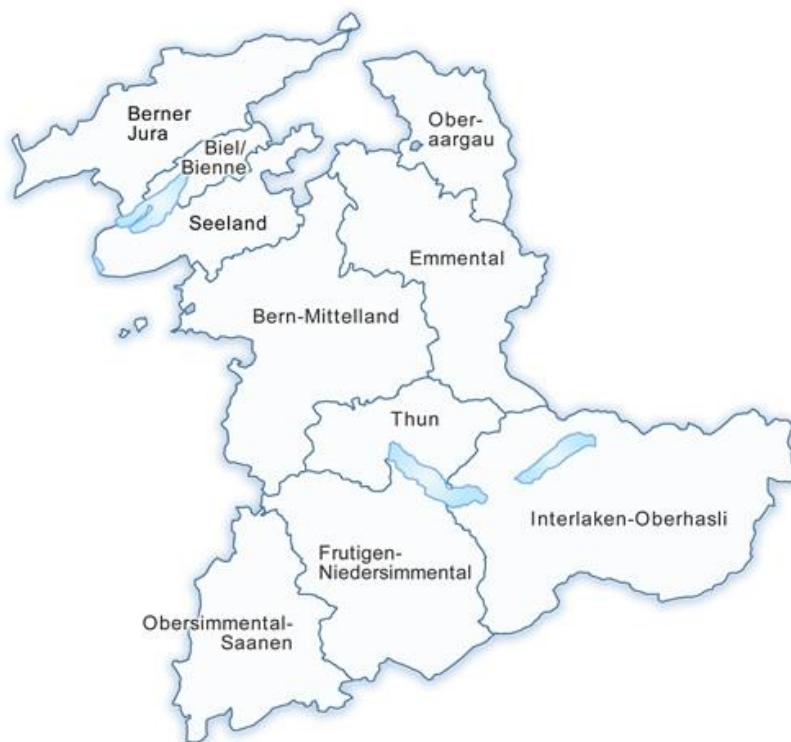 Berner
Jura
Ober-
aargau
Biel/
Bienne
Seeland
Emmental
Bern-Mittelland
Thun
Interlaken-Oberhasli
Frutigen-
Niedersimmental
Obersimmental-
Saanen